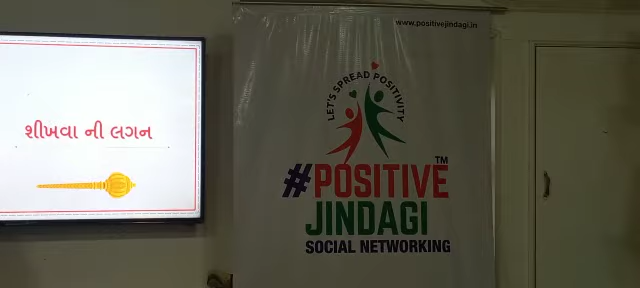 શીખવા ની લગન
www.positivejindagi.in
LET'S SPREAD POSITIVITY
#POSITIVE™
JINDAGI
SOCIAL NETWORKING